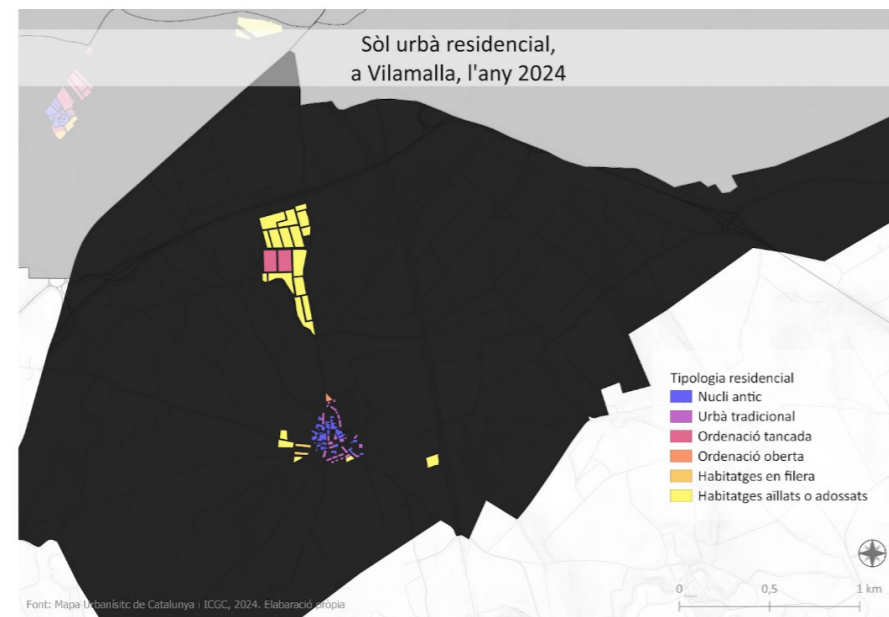 Sòl urbà residencial,
a Vilamalla, l'any 2024
Tipologia residencial
Nucli antic
Urbà tradicional
Ordenació tancada
Ordenació oberta
Habitatges en filera
Habitatges aïllats o adossats
0
0,5
1 km
Font: Mapa Urbanísitc de Catalunya i ICGC, 2024. Elabaració pròpia